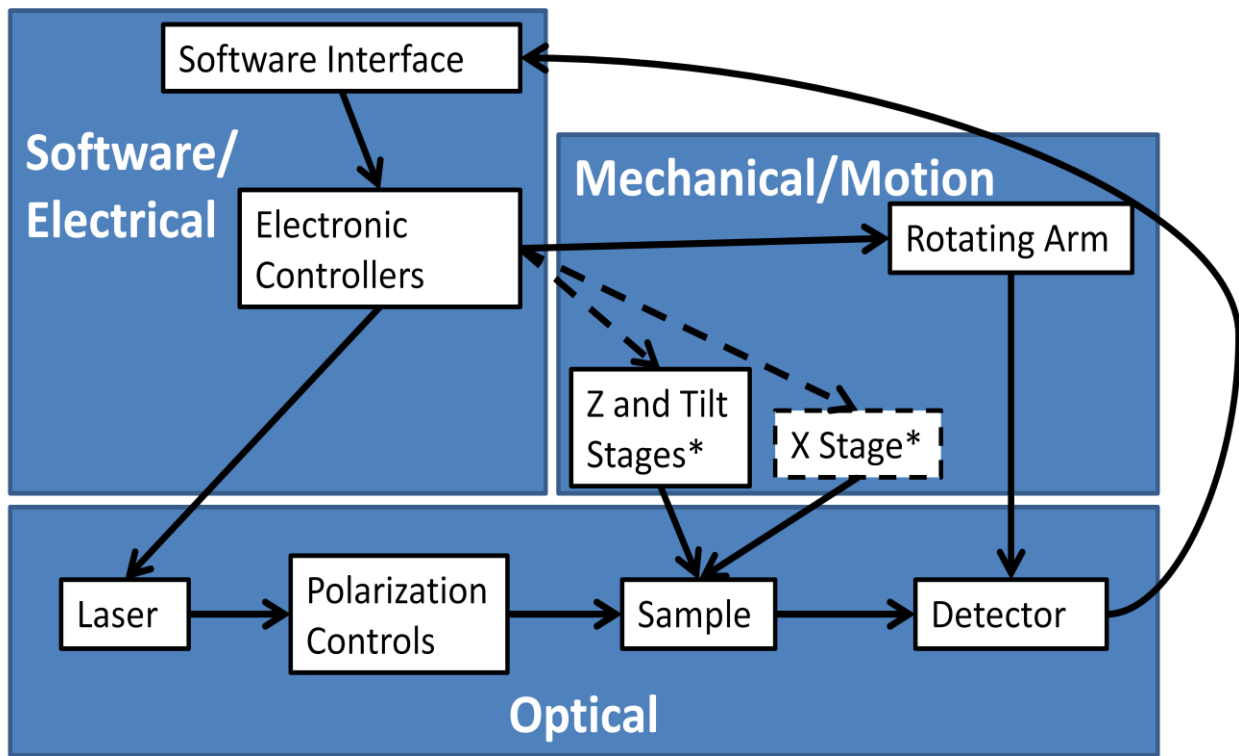 Software Interface
Software/
Electrical
Electronic
Controllers
Mechanical/Motion
Rotating Arm
Z and Tilt
Stages*
X Stage*
Laser
Polarization
Controls
Sample
Detector
Optical